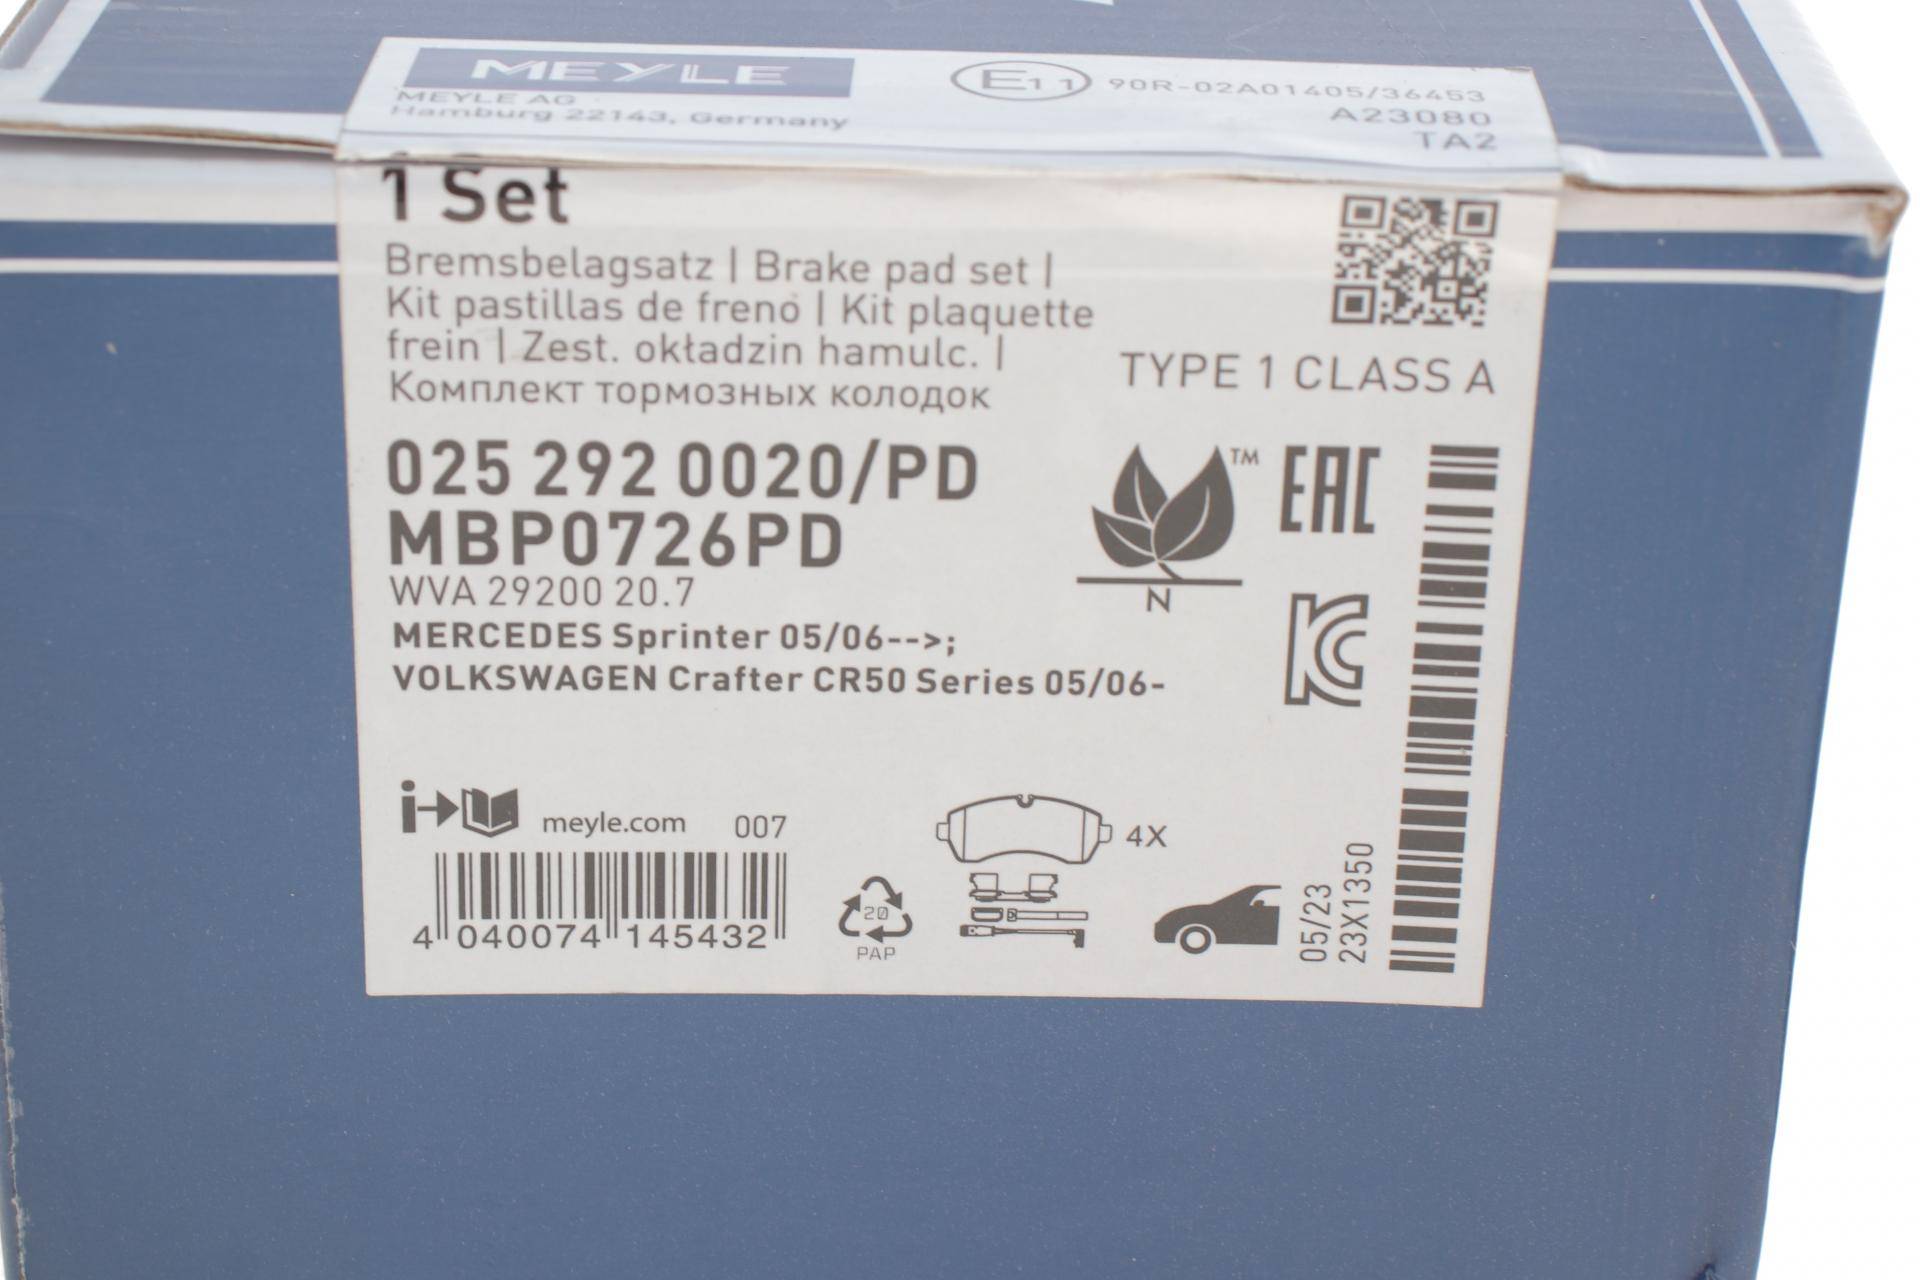 MEYLE
MEYLE AG
Hamburg 22143, Germany
E11 90R-02A01405/36453
A23080
TA2
1 Set
Bremsbelagsatz | Brake pad set |
Kit pastillas de freno | Kit plaquette
frein | Zest. okładzin hamulc. |
Комплект тормозных колодок
TYPE 1 CLASS A
025 292 0020/PD
MBP0726PD
WVA 29200 20.7
MERCEDES Sprinter 05/06-->;
VOLKSWAGEN Crafter CR50 Series 05/06-
TM
N
EAC
KC
i
meyle.com 007
4 040074 145432
20
PAP
4X
05/23
23X1350